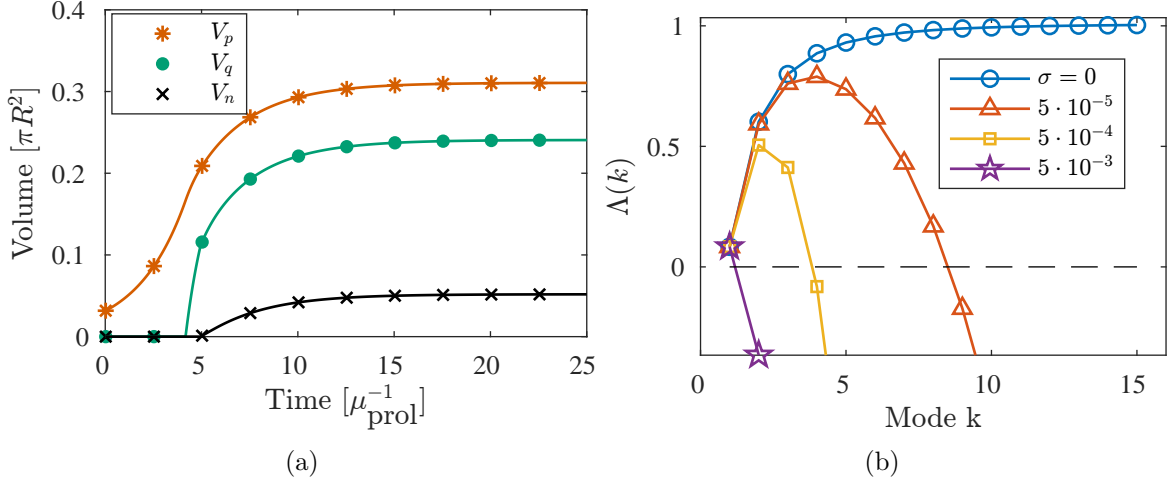 0.4
0.3
0.2
0.1
0
Volume [πR²]
V_p
V_q
V_n
0 5 10 15 20 25
Time [μ_prol^-1]
(a)
1
0.5
0
Λ(k)
σ = 0
5 · 10^-5
5 · 10^-4
5 · 10^-3
0 5 10 15
Mode k
(b)